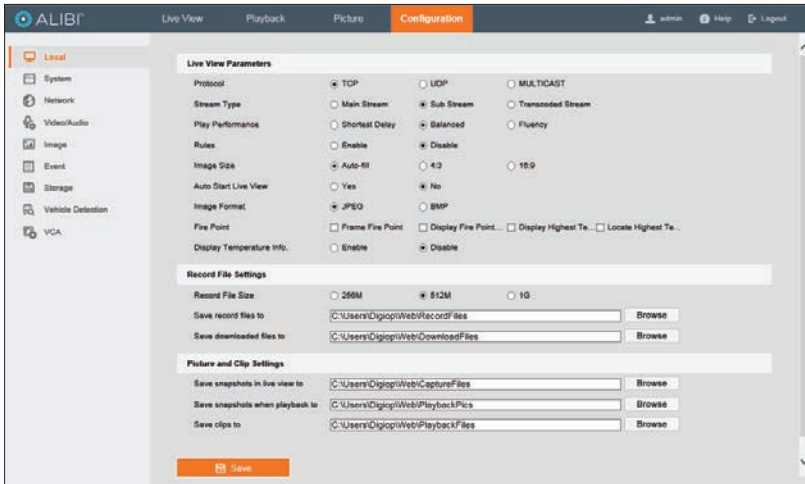 ALIBI Live View Playback Picture Configuration admin Help Logout
Local
System
Network
Video/Audio
Image
Event
Storage
Vehicle Detection
VCA
Live View Parameters
Protocol TCP UDP MULTICAST
Stream Type Main Stream Sub Stream Transcoded Stream
Play Performance Shortest Delay Balanced Fluency
Rules Enable Disable
Image Size Auto-fill 4:3 16:9
Auto Start Live View Yes No
Image Format JPEG BMP
Fire Point Frame Fire Point Display Fire Point... Display Highest Te... Locate Highest Te...
Display Temperature Info. Enable Disable
Record File Settings
Record File Size 256M 512M 1G
Save record files to C:\Users\Digiop\Web\RecordFiles Browse
Save downloaded files to C:\Users\Digiop\Web\DownloadFiles Browse
Picture and Clip Settings
Save snapshots in live view to C:\Users\Digiop\Web\CaptureFiles Browse
Save snapshots when playback to C:\Users\Digiop\Web\PlaybackPics Browse
Save clips to C:\Users\Digiop\Web\PlaybackFiles Browse
Save